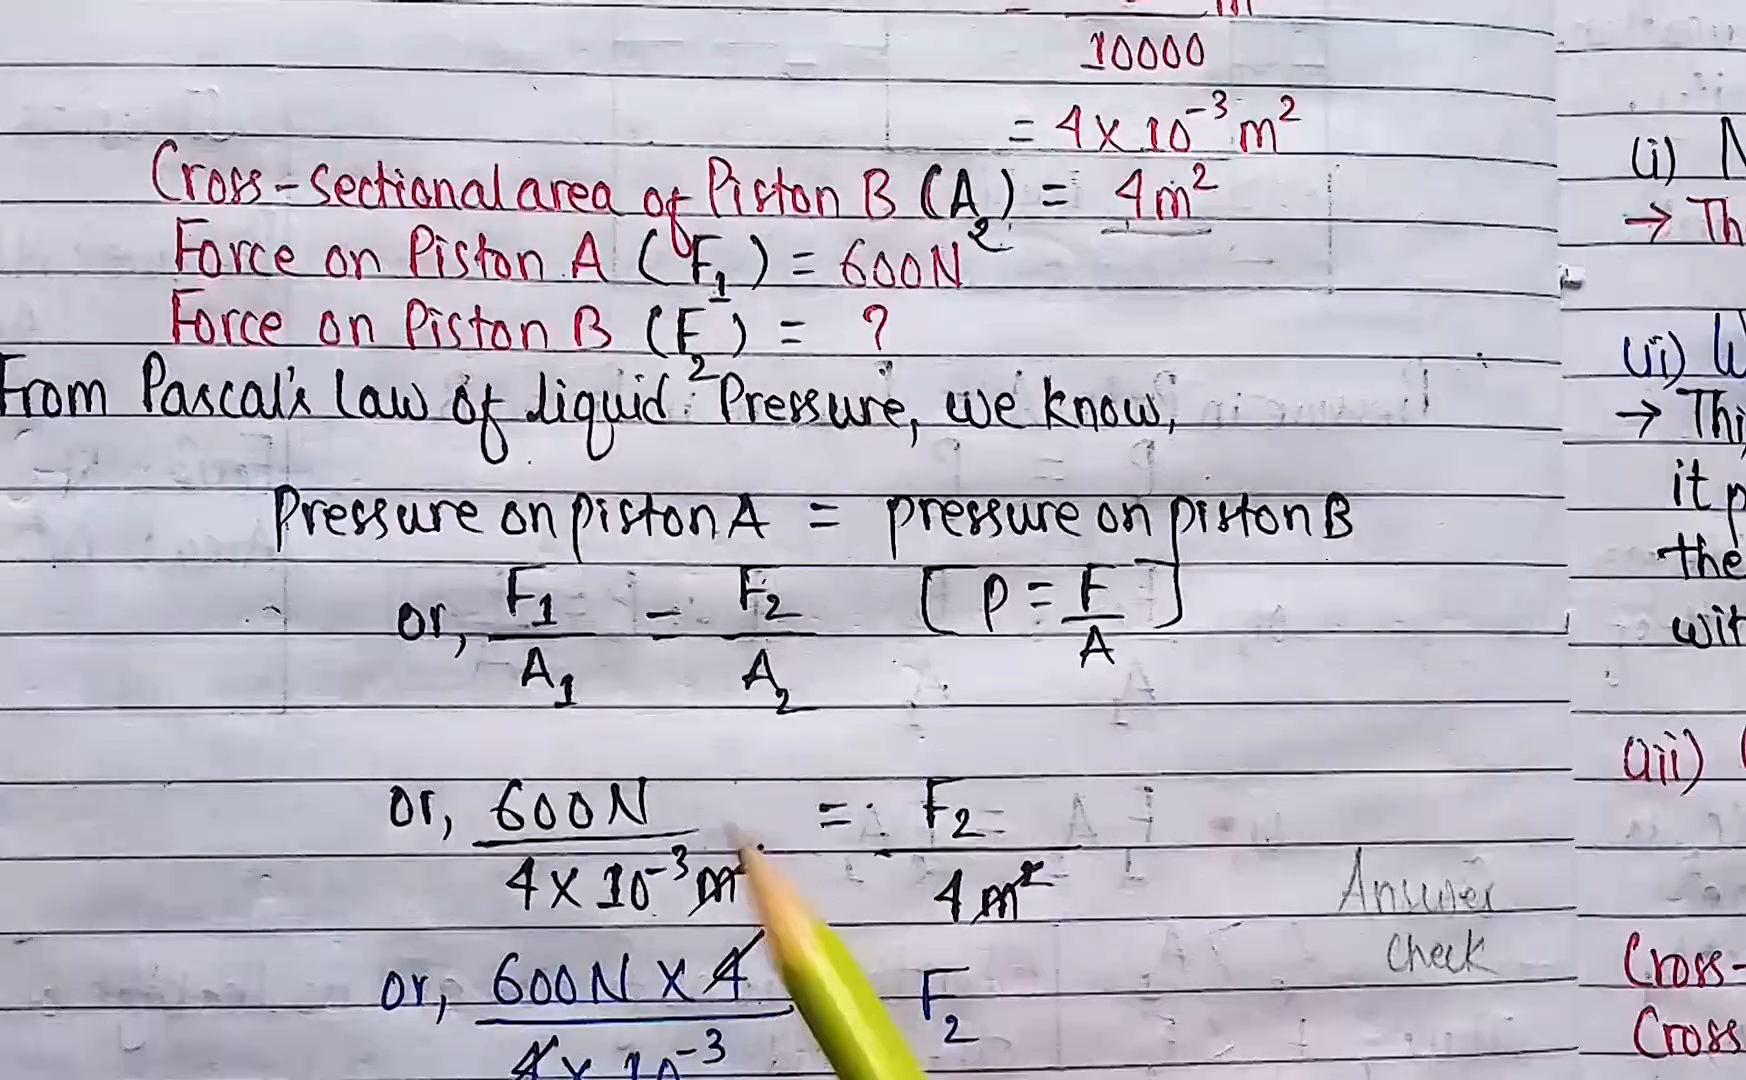 10000
= 4 x 10⁻³ m²
Cross-sectional area of Piston B (A₂) = 4m²
Force on Piston A (F₁) = 600N
Force on Piston B (F₂) = ?
From Pascal's law of liquid Pressure, we know,
Pressure on piston A = pressure on piston B
or, F₁/A₁ = F₂/A₂ [P = F/A]
or, 600N/4 x 10⁻³ m² = F₂/4 m²
or, 600N x 4/4 x 10⁻³ F₂
Answer
check
(i)
→ Th
(ii)
→ Thi
it p
the
wit
(iii)
Cross-
Cross